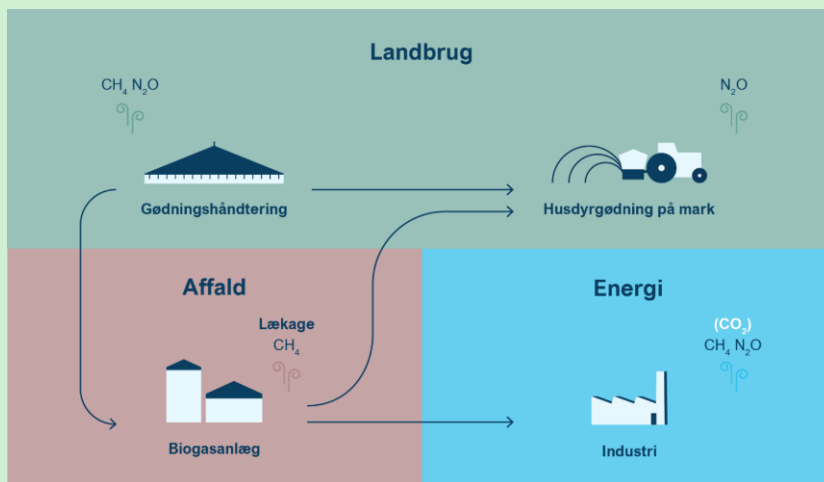 Landbrug
CH₄ N₂O
N₂O
Gødningshåndtering
Husdyrgødning på mark
Affald
Energi
Lækage
CH₄
(CO₂)
CH₄ N₂O
Biogasanlæg
Industri